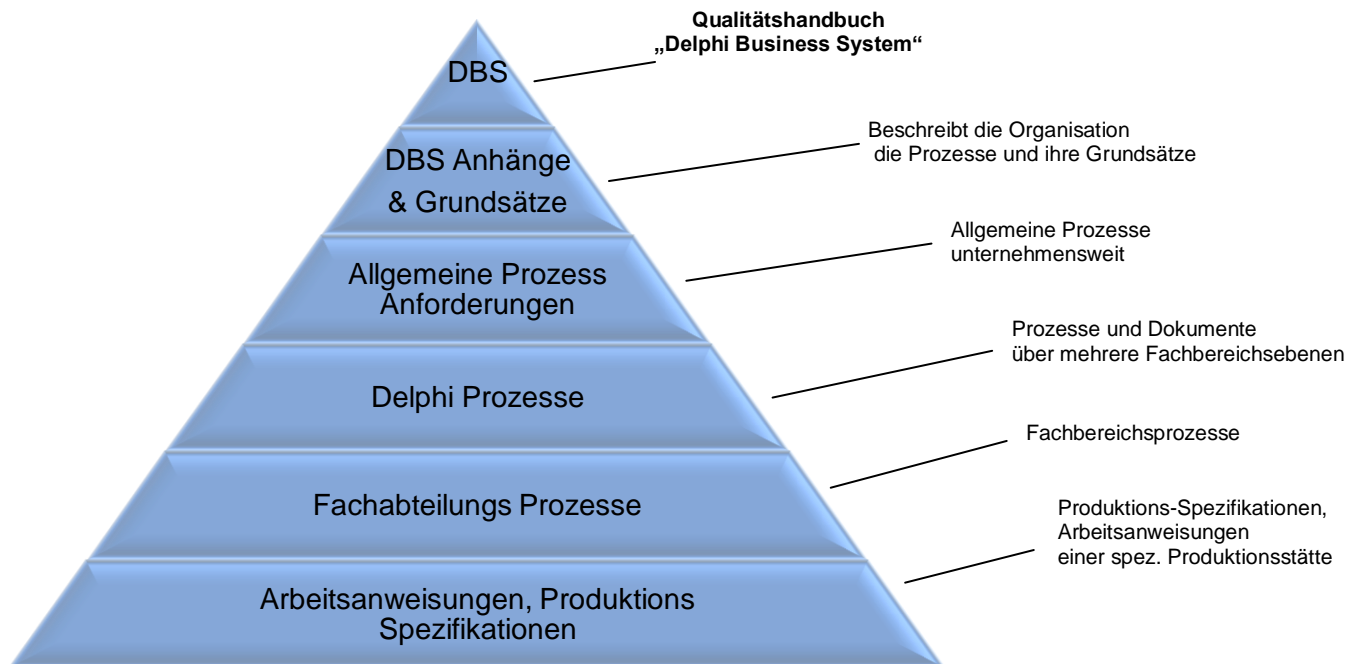 Qualitätshandbuch
„Delphi Business System“
DBS
Beschreibt die Organisation
die Prozesse und ihre Grundsätze
DBS Anhänge
& Grundsätze
Allgemeine Prozesse
unternehmensweit
Allgemeine Prozess
Anforderungen
Prozesse und Dokumente
über mehrere Fachbereichsebenen
Delphi Prozesse
Fachbereichsprozesse
Fachabteilungs Prozesse
Produktions-Spezifikationen,
Arbeitsanweisungen
einer spez. Produktionsstätte
Arbeitsanweisungen, Produktions
Spezifikationen